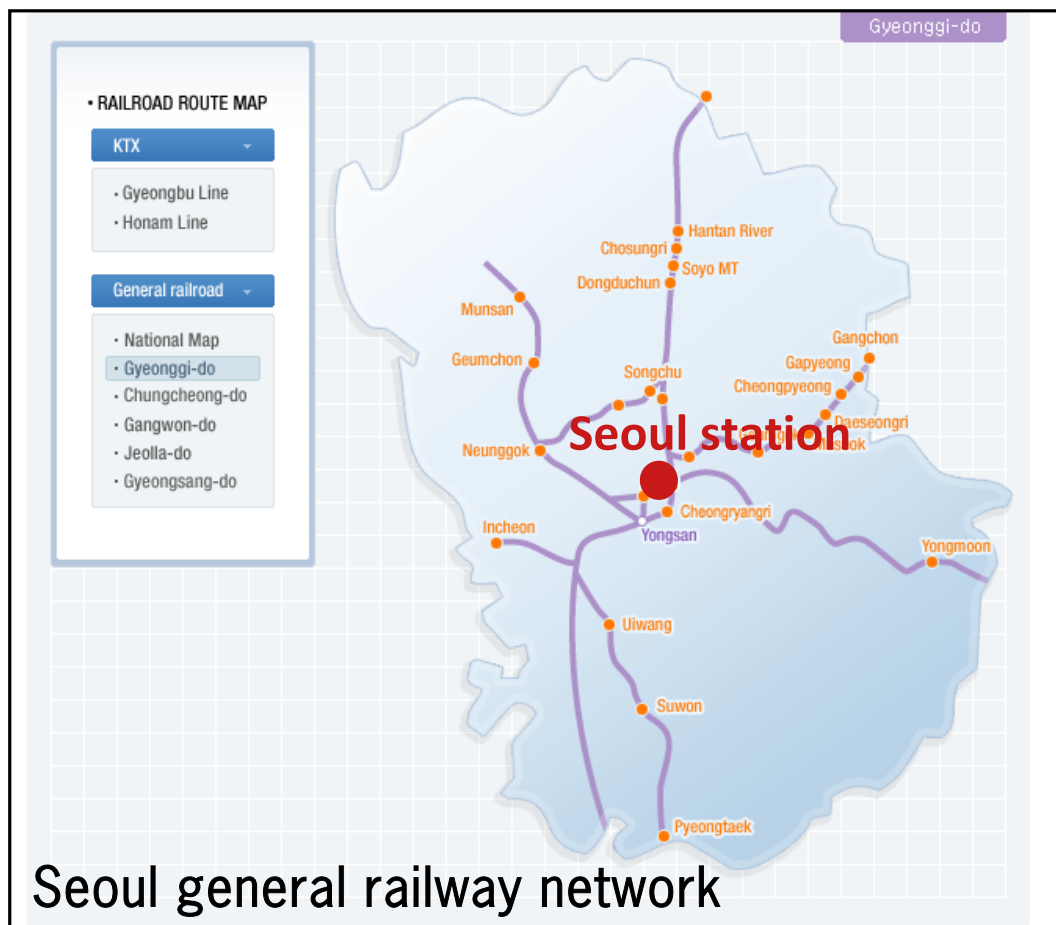 Gyeonggi-do
• RAILROAD ROUTE MAP
KTX
· Gyeongbu Line
· Honam Line
General railroad
· National Map
· Gyeonggi-do
· Chungcheong-do
· Gangwon-do
· Jeolla-do
· Gyeongsang-do
Hantan River
Chosungri
Soyo MT
Dongduchun
Munsan
Geumchon
Songchu
Gangchon
Gapyeong
Cheongpyeong
Daeseongri
Seoul station
Neunggok
Cheongryangri
Incheon
Yongsan
Yongmoon
Uiwang
Suwon
Pyeongtaek
Seoul general railway network